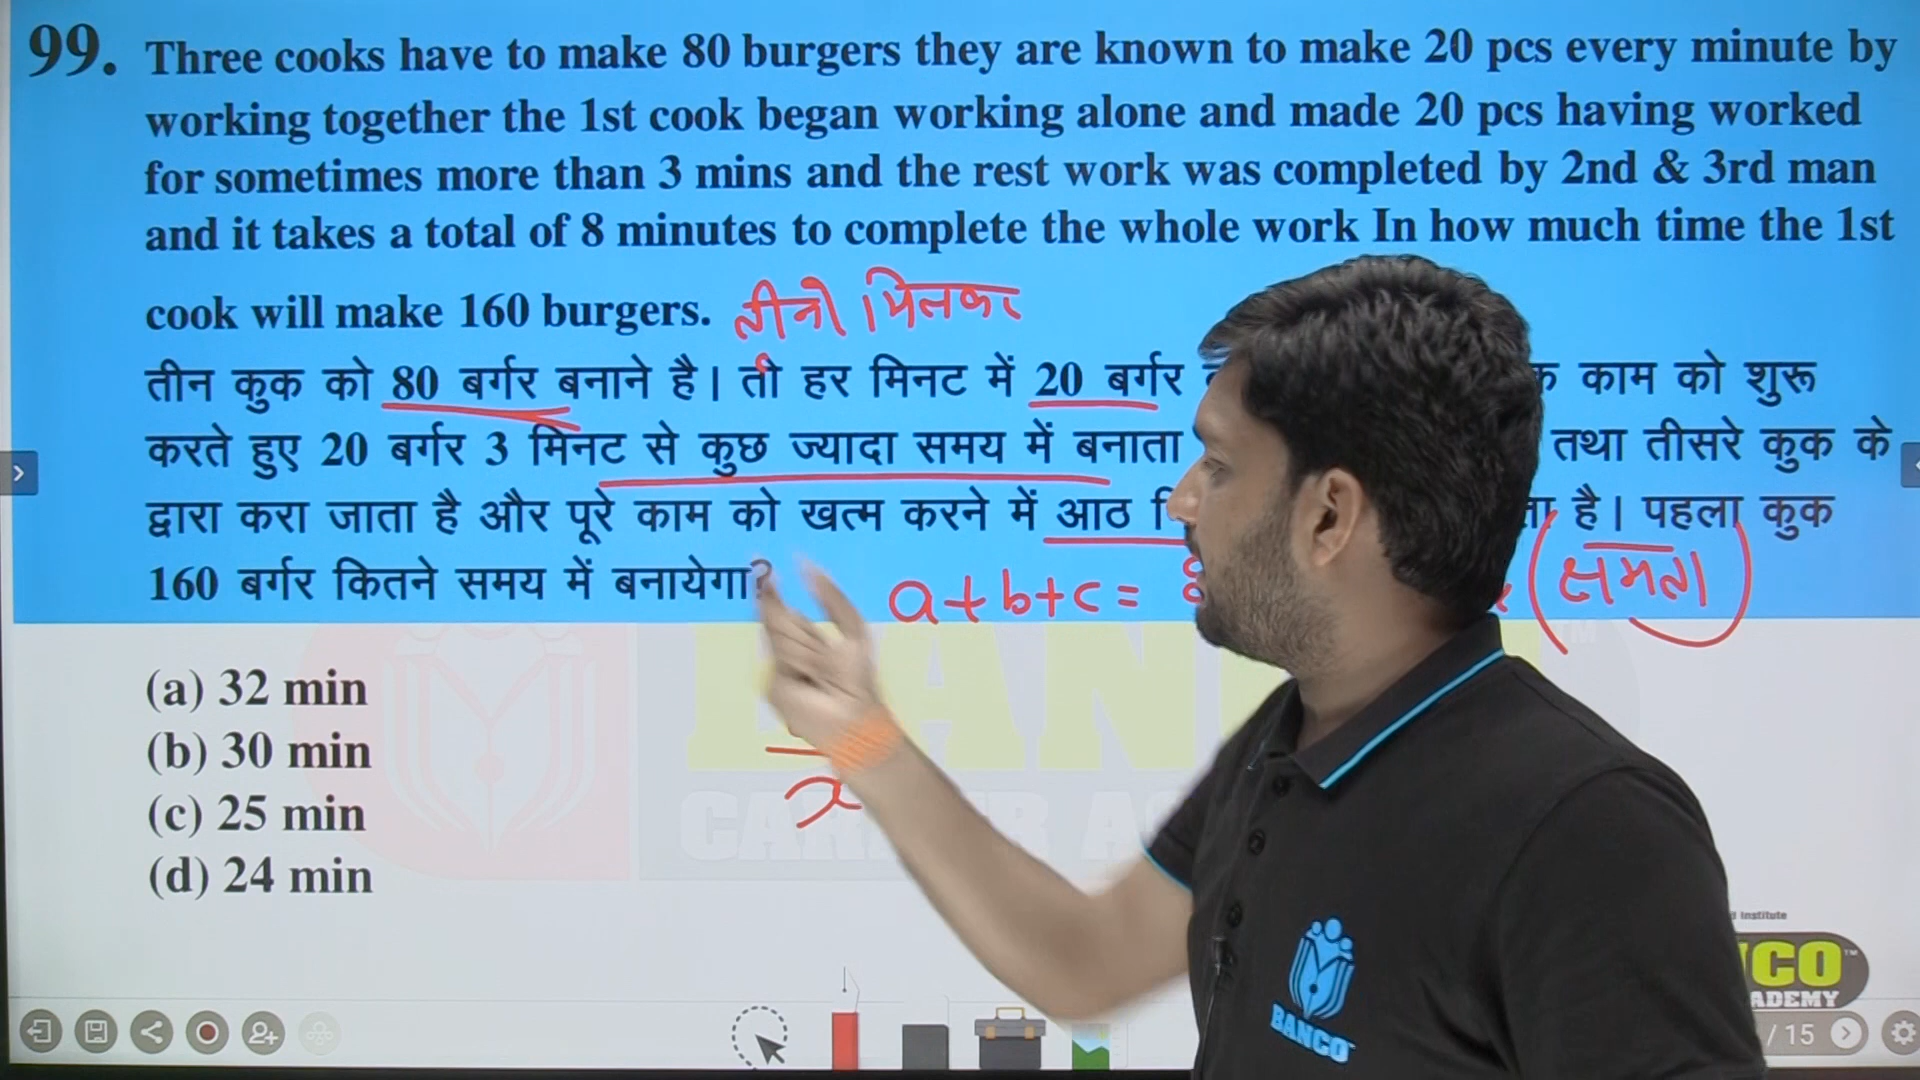 99. Three cooks have to make 80 burgers they are known to make 20 pcs every minute by
working together the 1st cook began working alone and made 20 pcs having worked
for sometimes more than 3 mins and the rest work was completed by 2nd & 3rd man
and it takes a total of 8 minutes to complete the whole work In how much time the 1st
cook will make 160 burgers. तीनो मिलकर
तीन कुक को 80 बर्गर बनाने है। तो हर मिनट में 20 बर्गर काम को शुरू
करते हुए 20 बर्गर 3 मिनट से कुछ ज्यादा समय में बनाता तथा तीसरे कुक के
द्वारा करा जाता है और पूरे काम को खत्म करने में आठ है। पहला कुक
160 बर्गर कितने समय में बनायेगा?
a+b+c= (क्षमता)
(a) 32 min
(b) 30 min
(c) 25 min
(d) 24 min
x
BANCO
/ 15